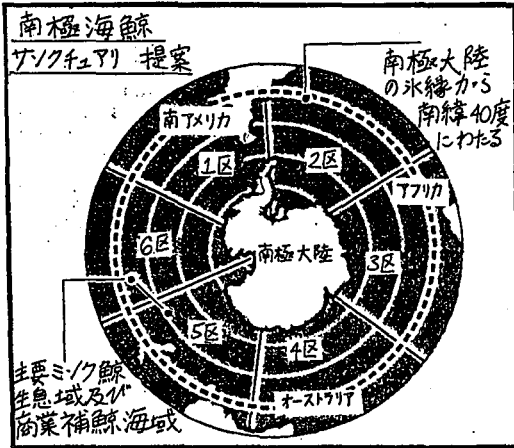 南極海鯨
サンクチュアリ 提案
南極大陸
の氷縁から
南緯40度
にわたる
南アメリカ
1区
2区
アフリカ
6区
南極大陸
3区
5区
4区
主要ミンク鯨
生息域及び
商業補鯨海域
オーストラリア